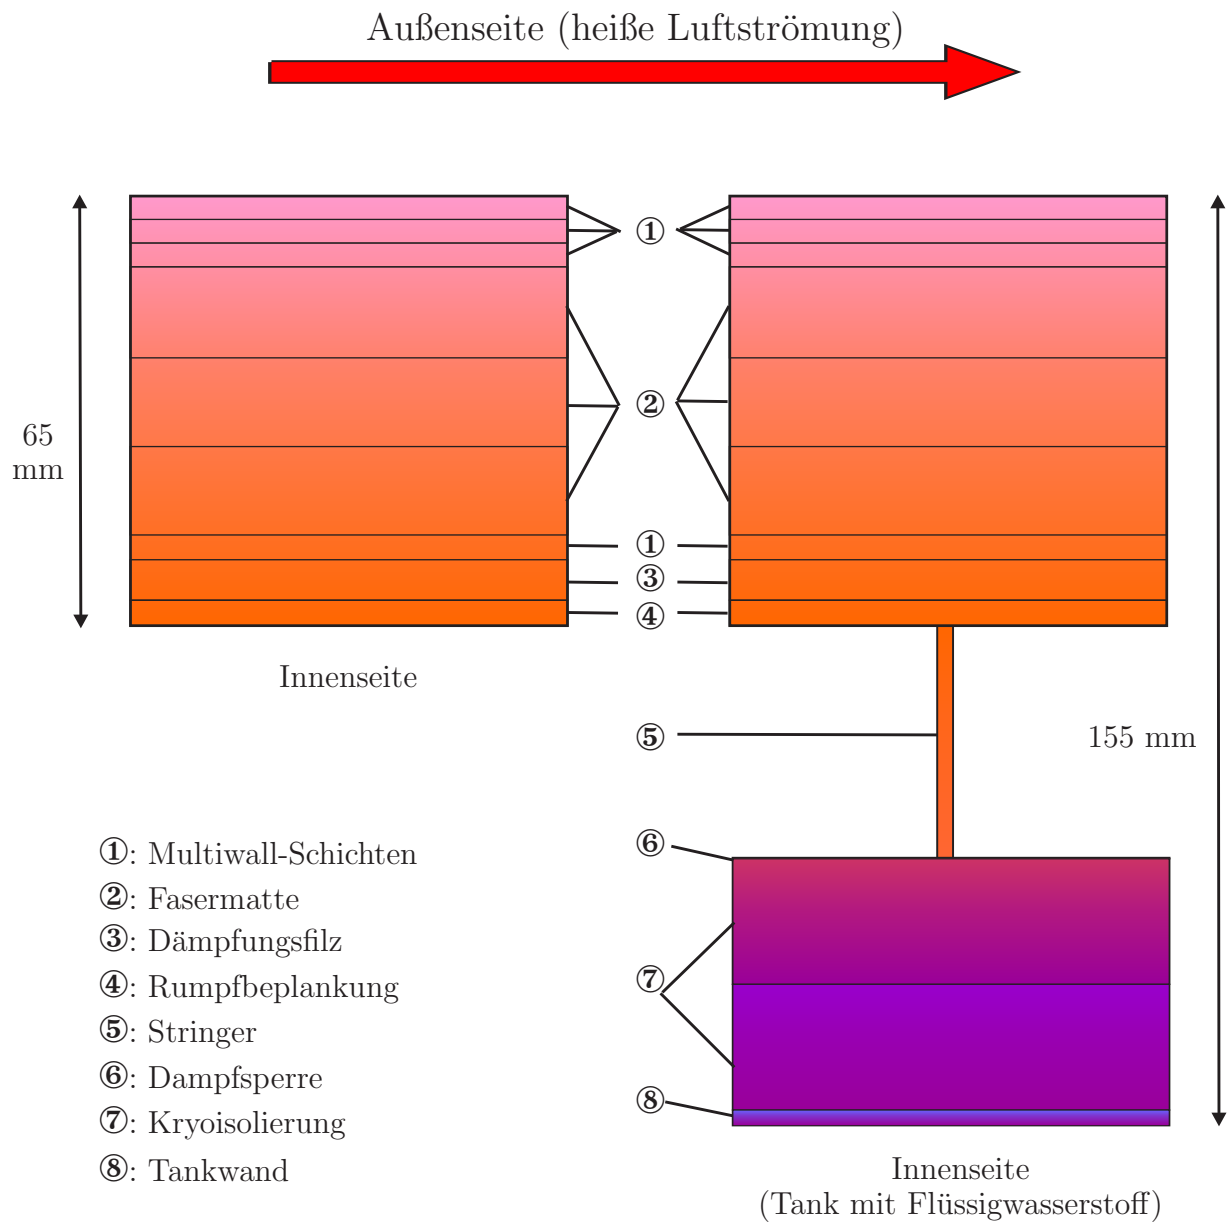 Außenseite (heiße Luftströmung)
①
②
65
mm
①
③
④
Innenseite
⑤
155 mm
⑥
①: Multiwall-Schichten
②: Fasermatte
③: Dämpfungsfilz
⑦
④: Rumpfbeplankung
⑤: Stringer
⑥: Dampfsperre
⑧
⑦: Kryoisolierung
⑧: Tankwand
Innenseite
(Tank mit Flüssigwasserstoff)